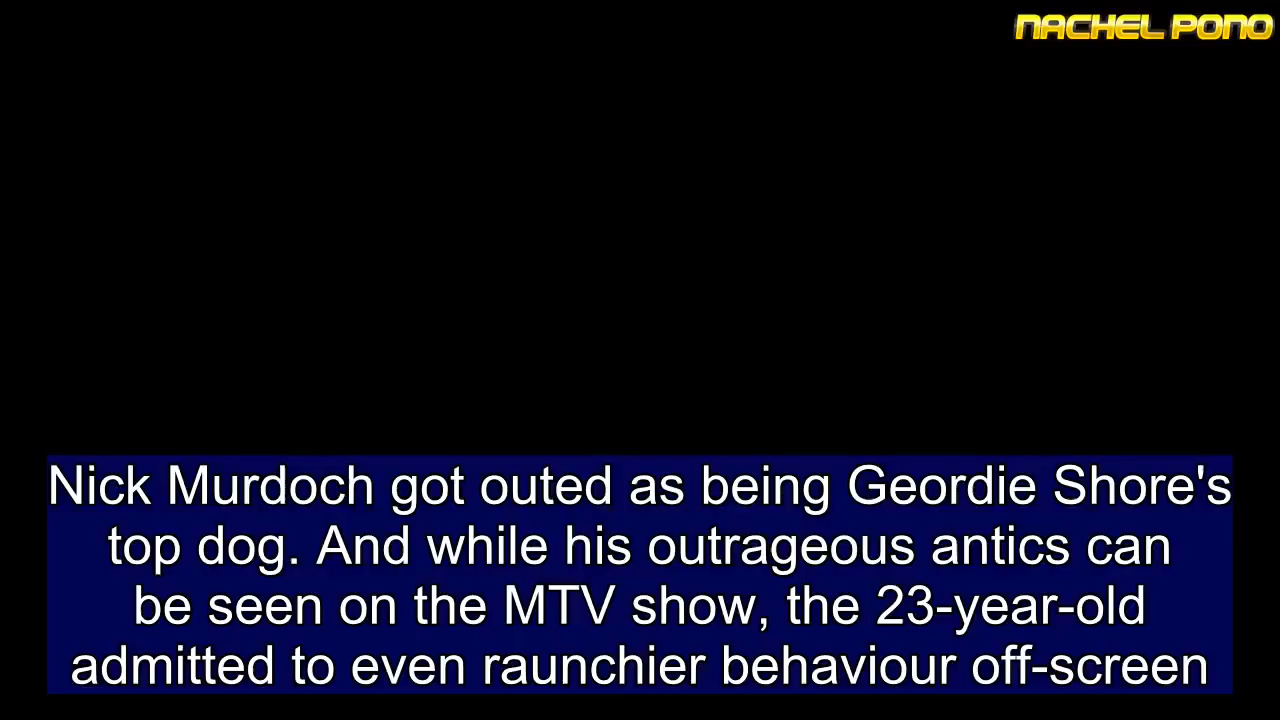 NACHEL PONO
Nick Murdoch got outed as being Geordie Shore's
top dog. And while his outrageous antics can
be seen on the MTV show, the 23-year-old
admitted to even raunchier behaviour off-screen